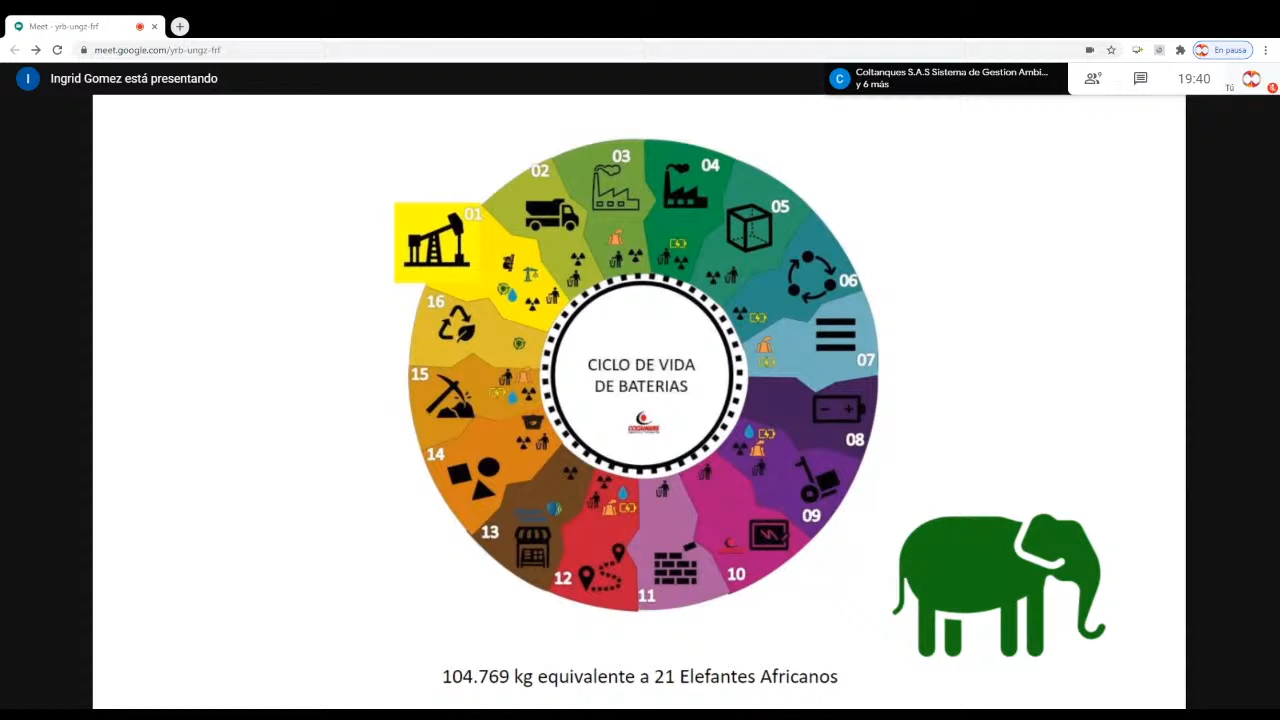 Meet - yrb-ungz-frf
meet.google.com/yrb-ungz-frf
En pausa
I
Ingrid Gomez está presentando
C
Coltanques S.A.S Sistema de Gestion Ambi...
y 6 más
9
19:40
Tú
01
02
03
04
05
06
07
08
09
10
11
12
13
14
15
16
CICLO DE VIDA
DE BATERIAS
104.769 kg equivalente a 21 Elefantes Africanos